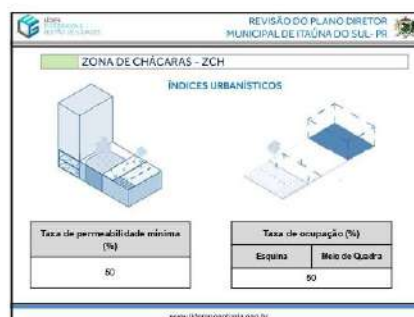 REVISÃO DO PLANO DIRETOR
MUNICIPAL DE ITAÚNA DO SUL- PR
ZONA DE CHÁCARAS - ZCH
ÍNDICES URBANÍSTICOS
Taxa de permeabilidade mínima
(%)
50
Taxa de ocupação (%)
Esquina Meio de Quadra
50